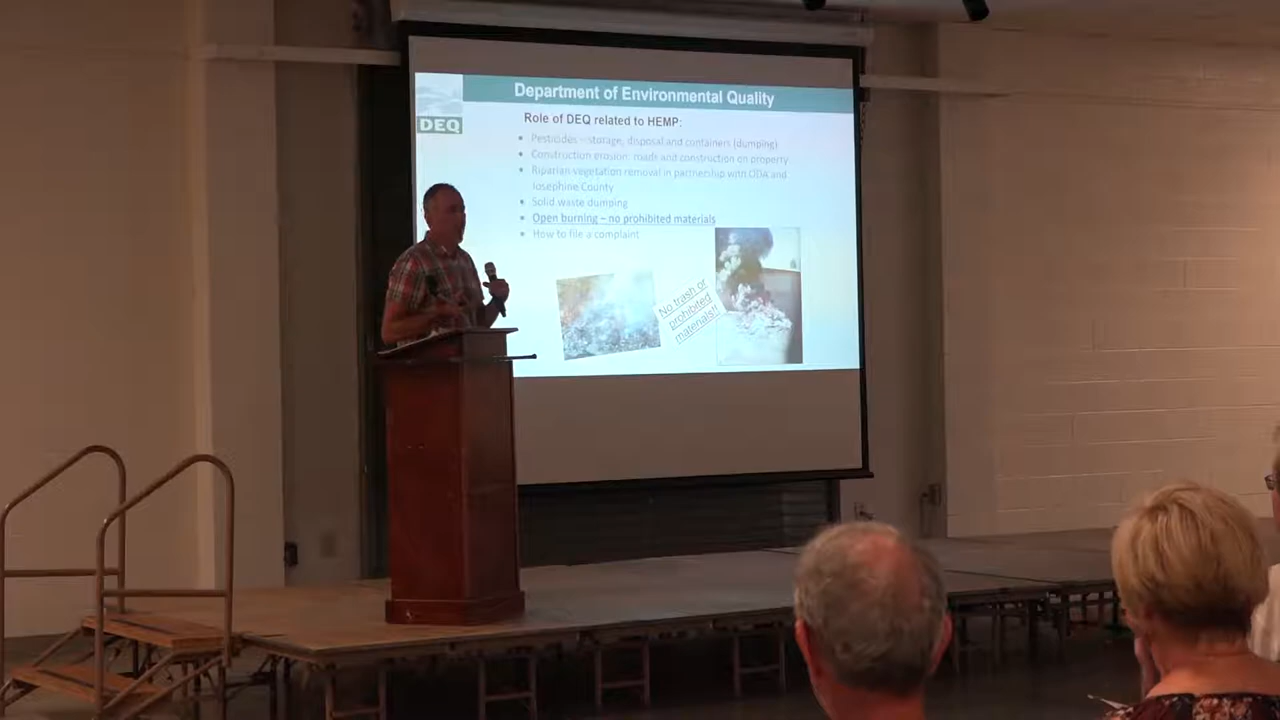 Department of Environmental Quality
DEQ
Role of DEQ related to HEMP:
• Pesticides – storage, disposal and containers (dumping)
• Construction erosion: roads and construction on property
• Riparian vegetation removal in partnership with ODA and
Josephine County
• Solid waste dumping
• Open burning – no prohibited materials
• How to file a complaint
No trash or
prohibited
materials!!